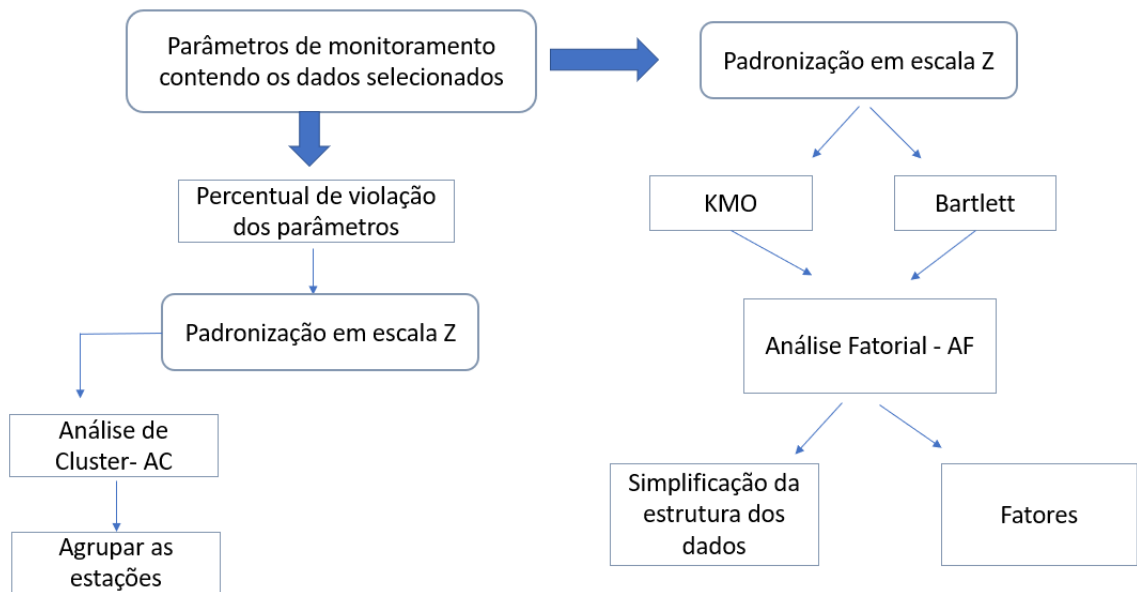 Parâmetros de monitoramento
contendo os dados selecionados
Percentual de violação
dos parâmetros
Padronização em escala Z
Análise de
Cluster- AC
Agrupar as
estações
Padronização em escala Z
KMO
Bartlett
Análise Fatorial - AF
Simplificação da
estrutura dos
dados
Fatores